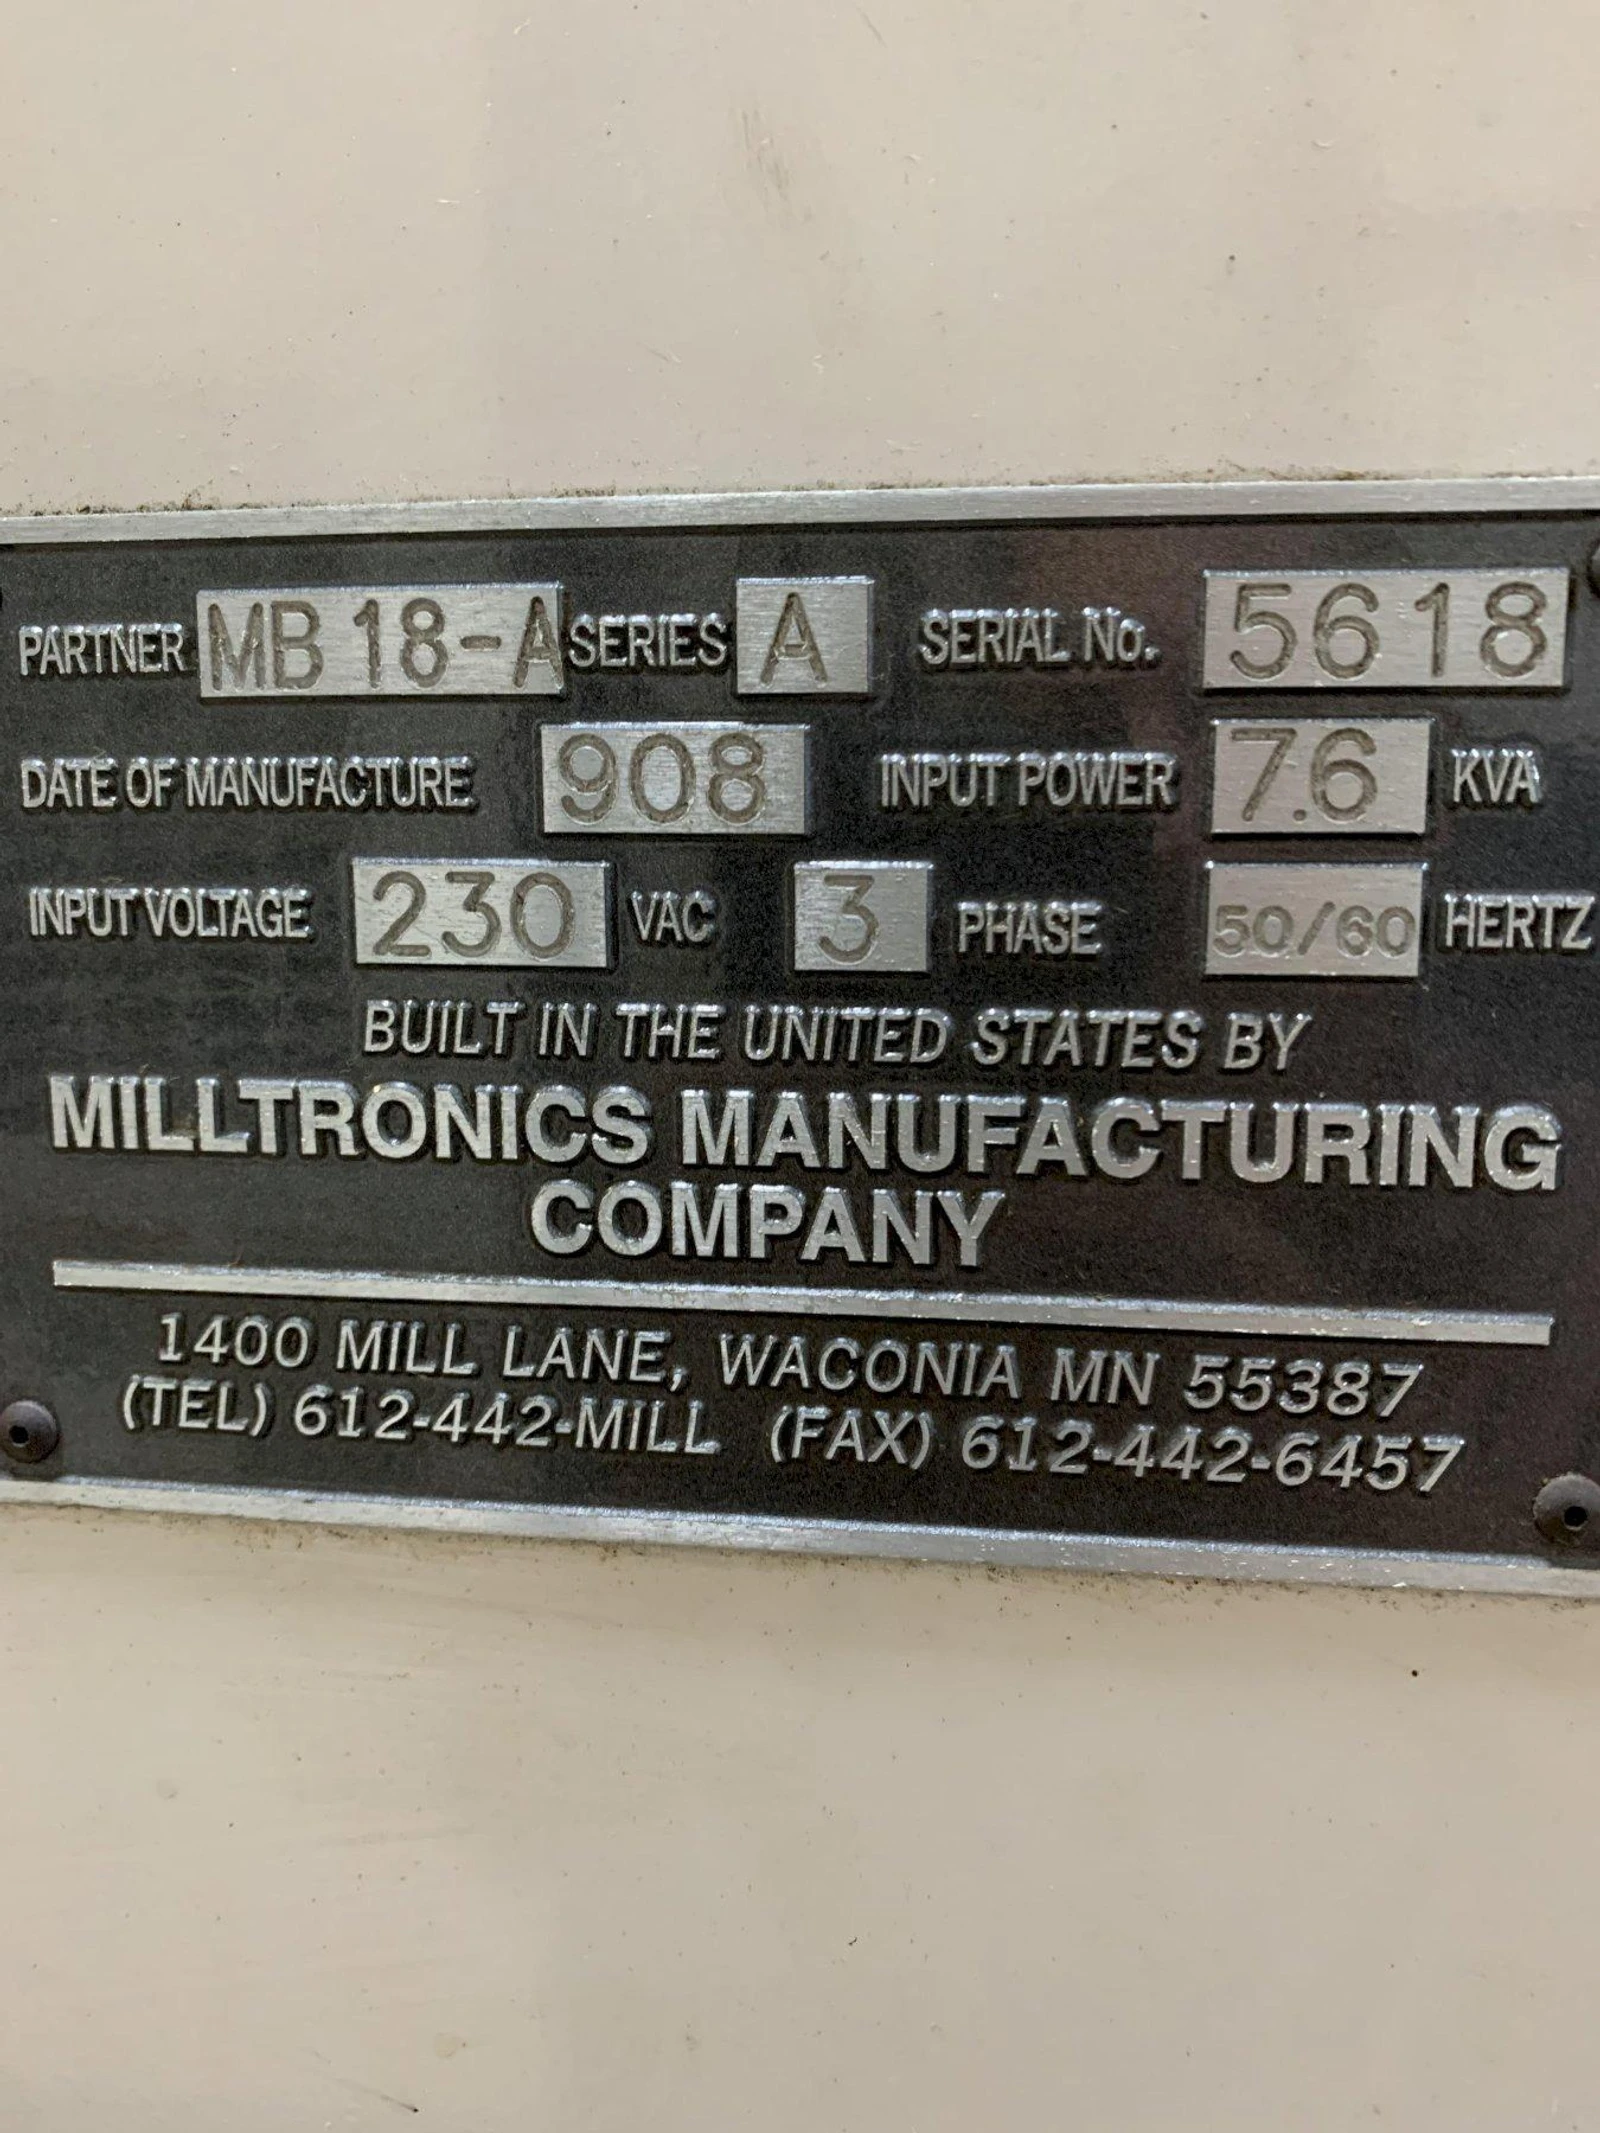 PARTNER MB 18-A SERIES A SERIAL No. 5618
DATE OF MANUFACTURE 908 INPUT POWER 7.6 KVA
INPUT VOLTAGE 230 VAC 3 PHASE 50/60 HERTZ
BUILT IN THE UNITED STATES BY
MILLTRONICS MANUFACTURING
COMPANY
1400 MILL LANE, WACONIA MN 55387
(TEL) 612-442-MILL (FAX) 612-442-6457